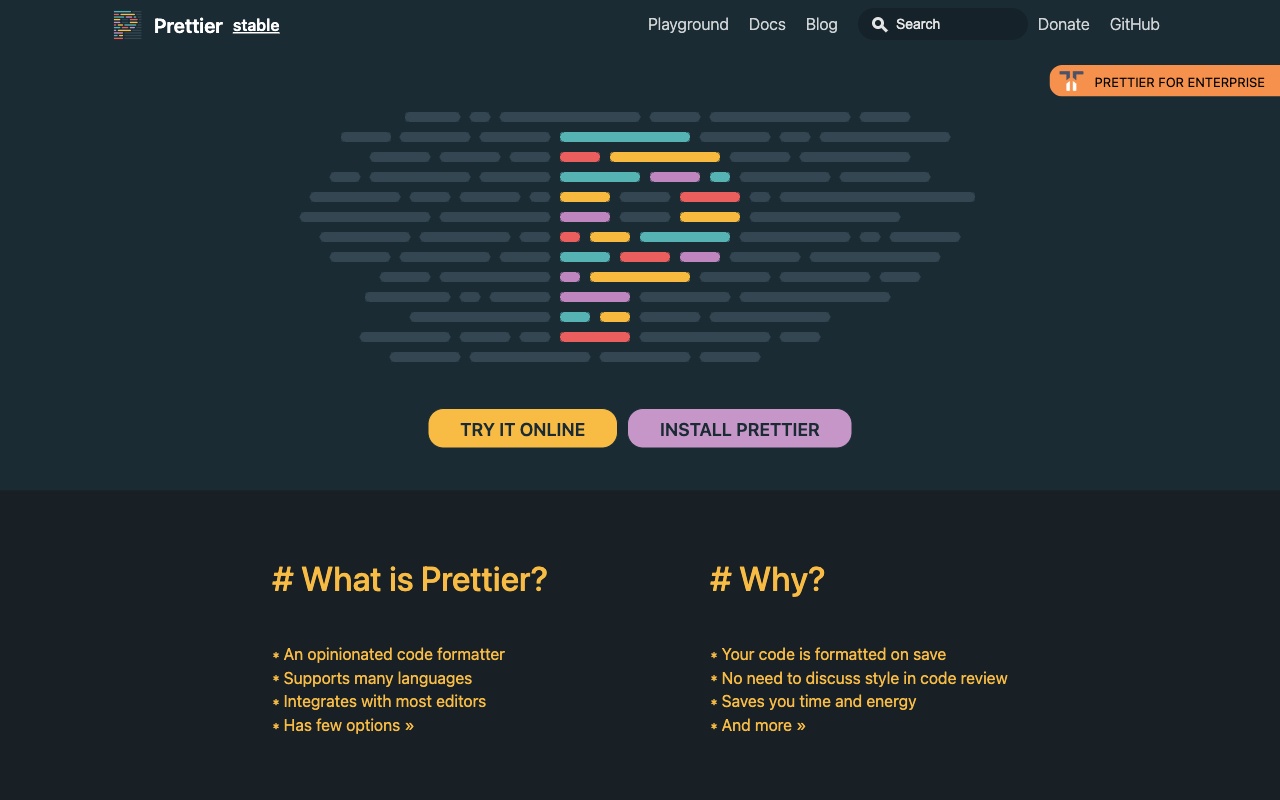 Prettier stable Playground Docs Blog Search Donate GitHub
PRETTIER FOR ENTERPRISE
TRY IT ONLINE INSTALL PRETTIER
# What is Prettier?
* An opinionated code formatter
* Supports many languages
* Integrates with most editors
* Has few options »
# Why?
* Your code is formatted on save
* No need to discuss style in code review
* Saves you time and energy
* And more »